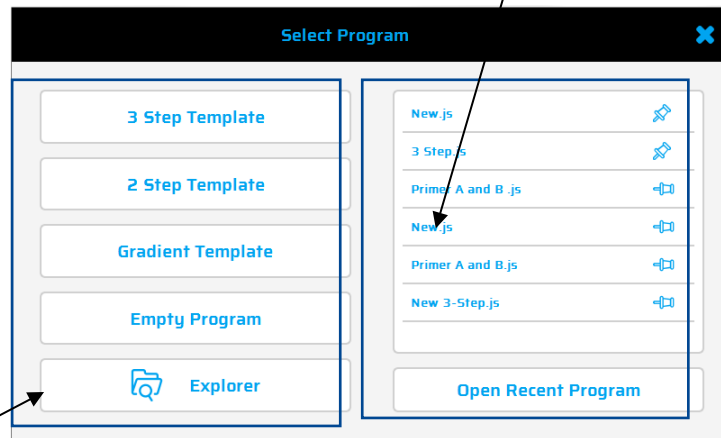 Select Program
3 Step Template
2 Step Template
Gradient Template
Empty Program
Explorer
New.js
3 Step.js
Primer A and B .js
New.js
Primer A and B.js
New 3-Step.js
Open Recent Program